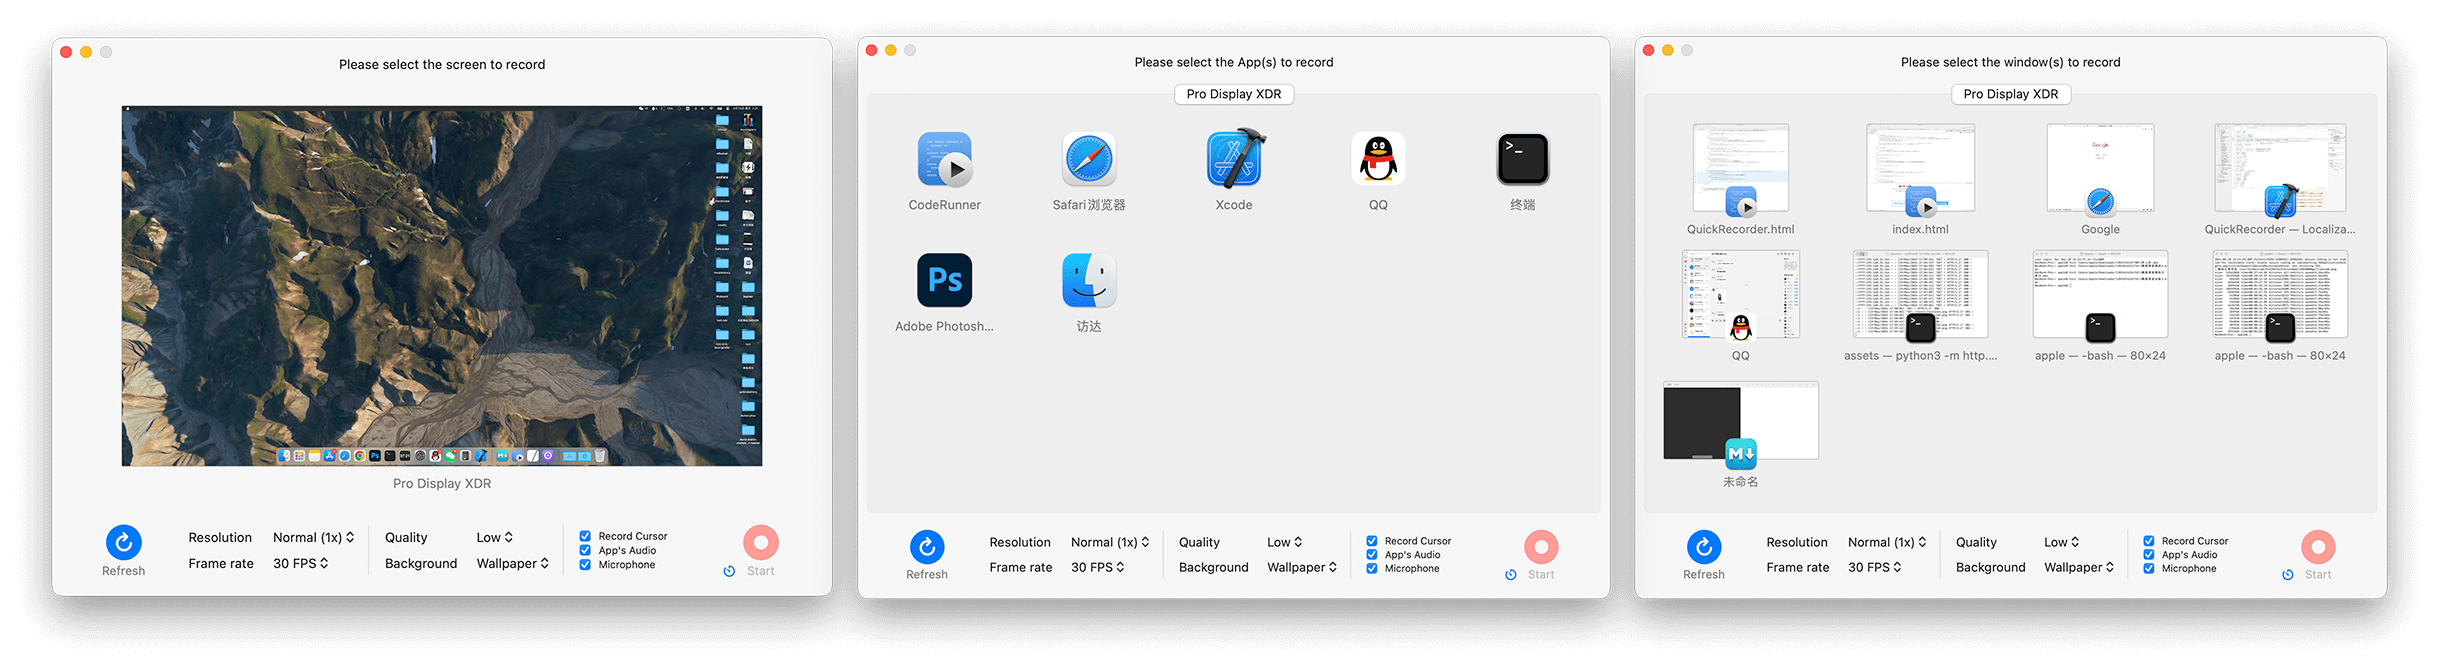 Please select the screen to record
Pro Display XDR
Refresh
Resolution Normal (1x)
Frame rate 30 FPS
Quality Low
Background Wallpaper
Record Cursor
App's Audio
Microphone
Start
Please select the App(s) to record
Pro Display XDR
CodeRunner
Safari浏览器
Xcode
QQ
>_
终端
Ps
Adobe Photosh...
访达
Refresh
Resolution Normal (1x)
Frame rate 30 FPS
Quality Low
Background Wallpaper
Record Cursor
App's Audio
Microphone
Start
Please select the window(s) to record
Pro Display XDR
QuickRecorder.html
index.html
Google
Google
QuickRecorder — Localiza...
QQ
assets — python3 -m http....
apple — -bash — 80×24
apple — -bash — 80×24
M
未命名
Refresh
Resolution Normal (1x)
Frame rate 30 FPS
Quality Low
Background Wallpaper
Record Cursor
App's Audio
Microphone
Start